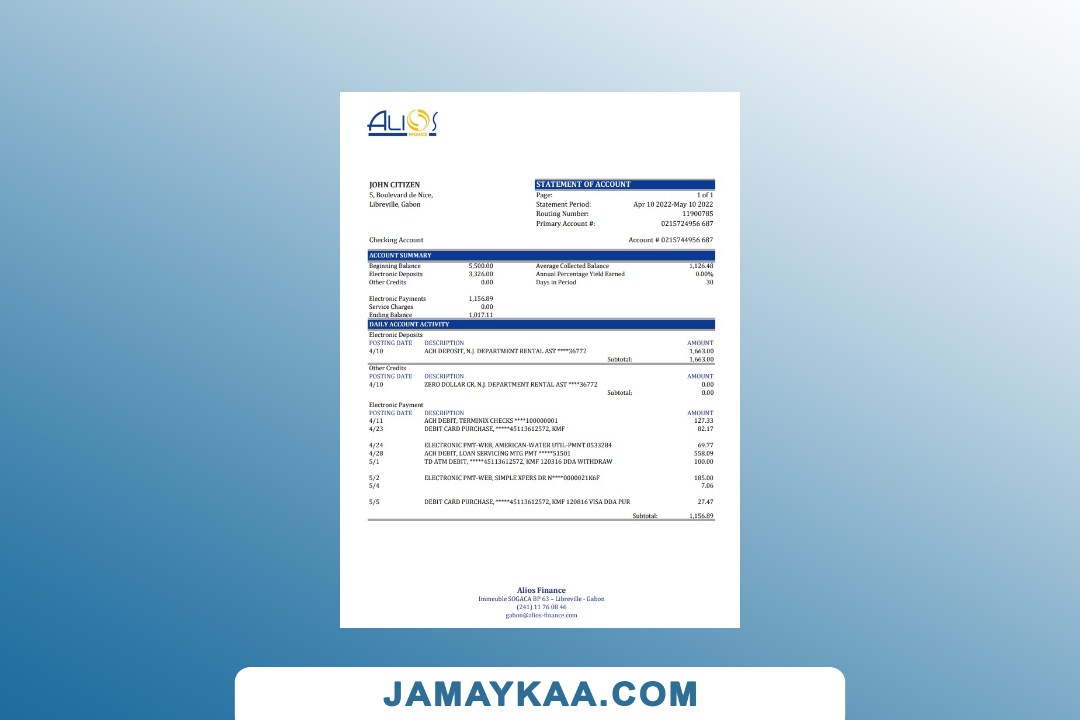 ALIOS
FINANCE
JOHN CITIZEN
5, Boulevard de Nice,
Libreville, Gabon
STATEMENT OF ACCOUNT
Page: 1 of 1
Statement Period: Apr 10 2022-May 10 2022
Routing Number: 11900785
Primary Account #: 0215724956 687
Checking Account Account # 0215744956 687
ACCOUNT SUMMARY
Beginning Balance 5,500.00 Average Collected Balance 1,126.48
Electronic Deposits 3,326.00 Annual Percentage Yield Earned 0.00%
Other Credits 0.00 Days in Period 30
Electronic Payments 1,156.89
Service Charges 0.00
Ending Balance 1,017.11
DAILY ACCOUNT ACTIVITY
Electronic Deposits
POSTING DATE DESCRIPTION AMOUNT
4/10 ACH DEPOSIT, N.J. DEPARTMENT RENTAL AST ****36772 1,663.00
Subtotal: 1,663.00
Other Credits
POSTING DATE DESCRIPTION AMOUNT
4/10 ZERO DOLLAR CR, N.J. DEPARTMENT RENTAL AST ****36772 0.00
Subtotal: 0.00
Electronic Payment
POSTING DATE DESCRIPTION AMOUNT
4/11 ACH DEBIT, TERMINIX CHECKS ****100000001 127.33
4/23 DEBIT CARD PURCHASE, *****45113612572, KMF 82.17
4/24 ELECTRONIC PMT-WEB, AMERICAN-WATER UTIL-PMNT 0533284 69.77
4/28 ACH DEBIT, LOAN SERVICING MTG PMT *****51501 558.09
5/1 TD ATM DEBIT, *****45113612572, KMF 120316 DDA WITHDRAW 100.00
5/2 ELECTRONIC PMT-WEB, SIMPLE XFERS DR N****0000021K6F 185.00
5/4 7.06
5/5 DEBIT CARD PURCHASE, *****45113612572, KMF 120816 VISA DDA PUR 27.47
Subtotal: 1,156.89
Alios Finance
Immeuble SOGACA BP 63 – Libreville - Gabon
(241) 11 76 08 46
gabon@alios-finance.com
JAMAYKAA.COM